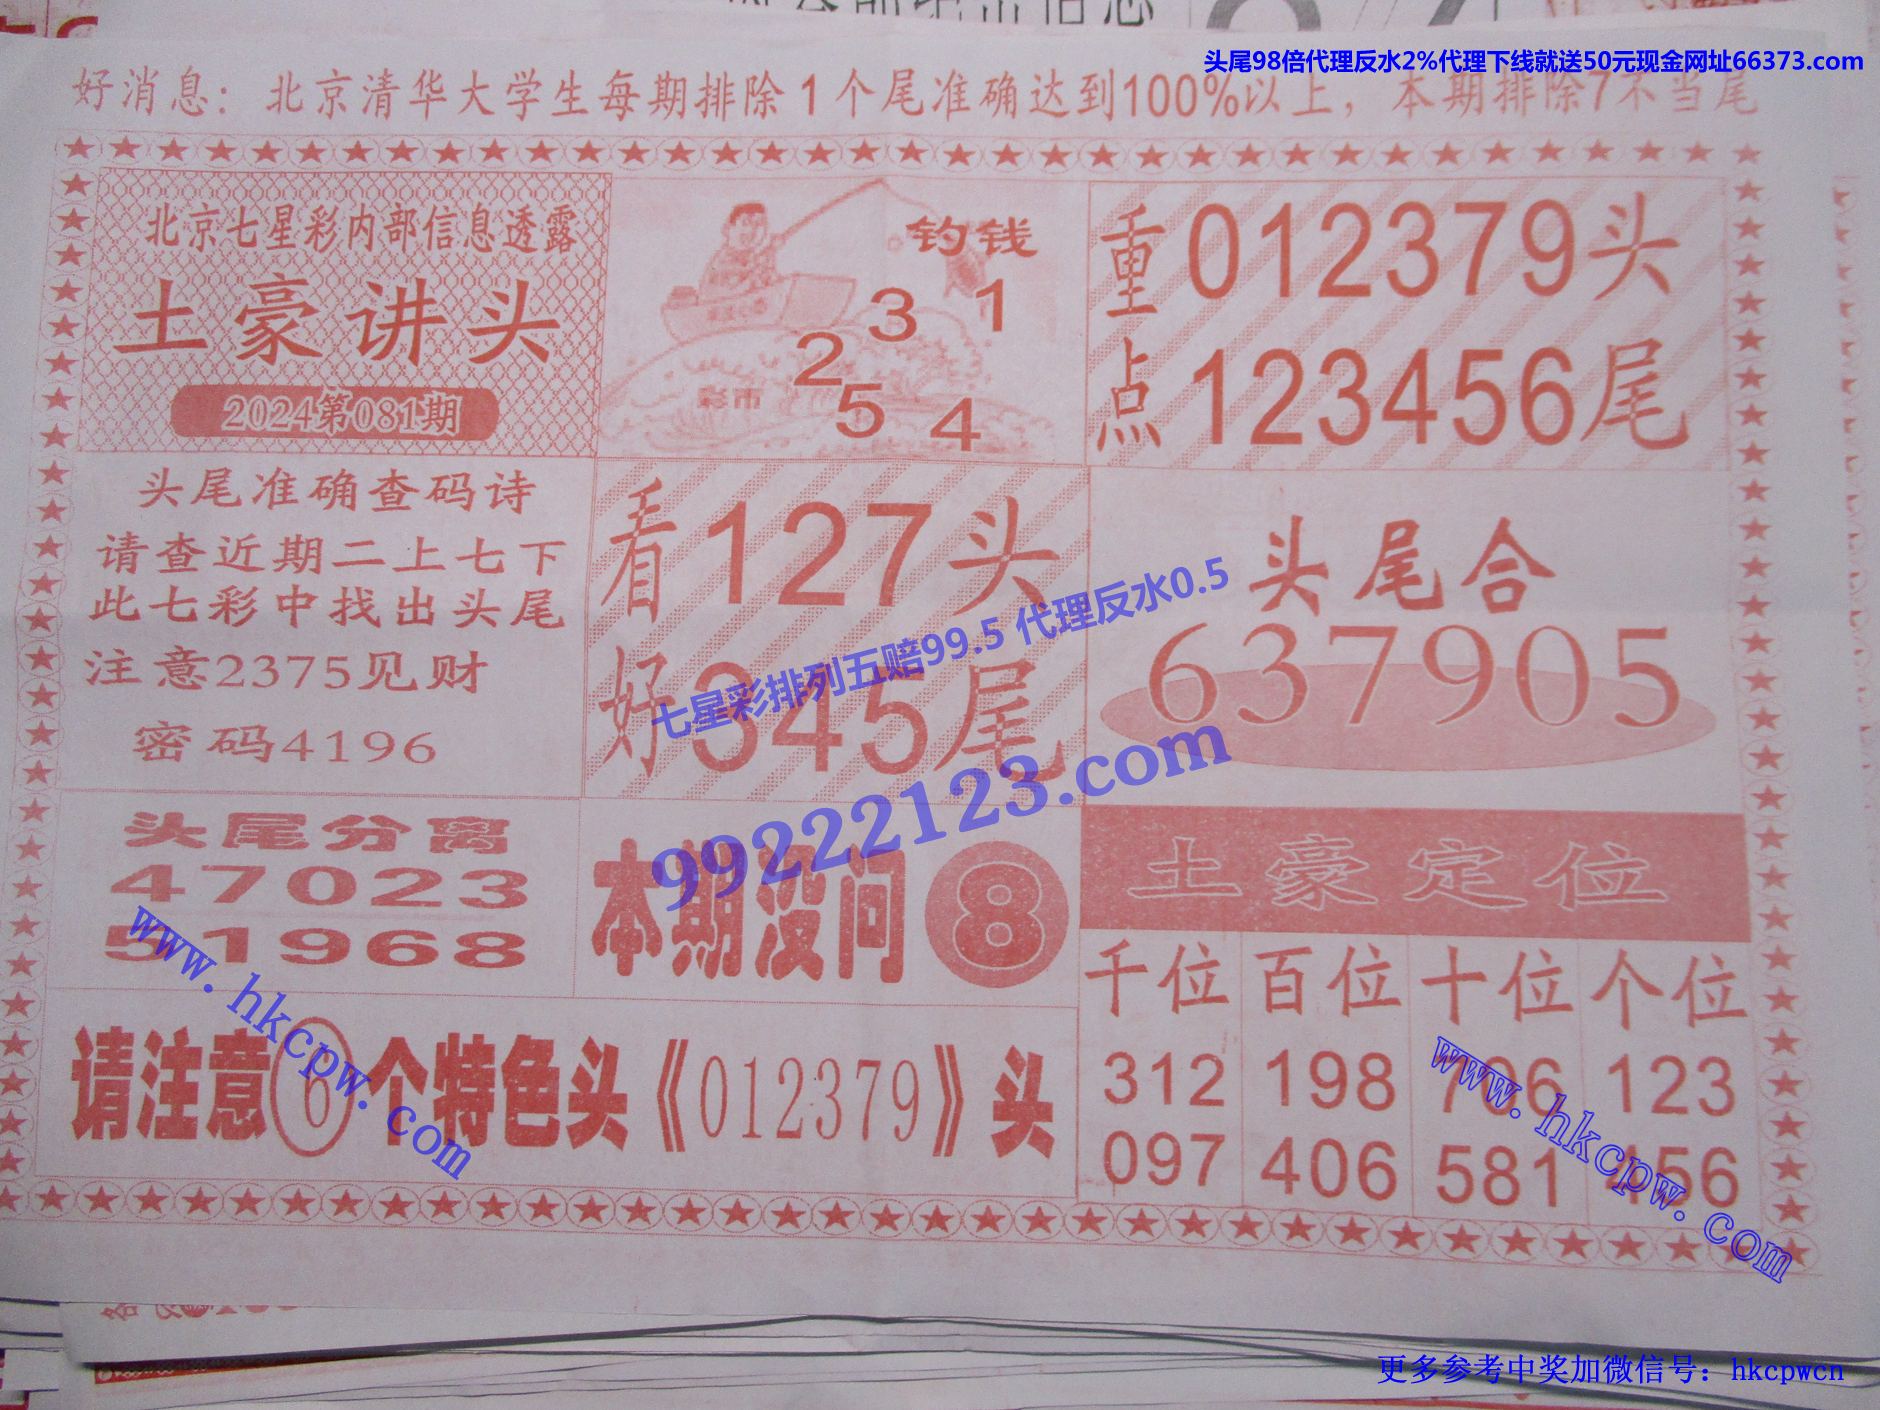 头尾98倍代理反水2%代理下线就送50元现金网址66373.com
好消息：北京清华大学生每期排除1个尾准确达到100%以上，本期排除7不当尾
北京七星彩内部信息透露
土豪讲头
2024第081期
钓钱
3 1
2
5 4
彩市
重 012379头
点 123456尾
头尾准确查码诗
请查近期二上七下
此七彩中找出头尾
注意2375见财
密码4196
看127头
好345尾
头尾合
637905
七星彩排列五赔99.5 代理反水0.5
99222123.com
头尾分离
47023
51968
本期没问8
土豪定位
千位 百位 十位 个位
312 198 706 123
097 406 581 456
请注意6个特色头《012379》头
www.hkcpw.com
www.hkcpw.com
更多参考中奖加微信号：hkcpwcn